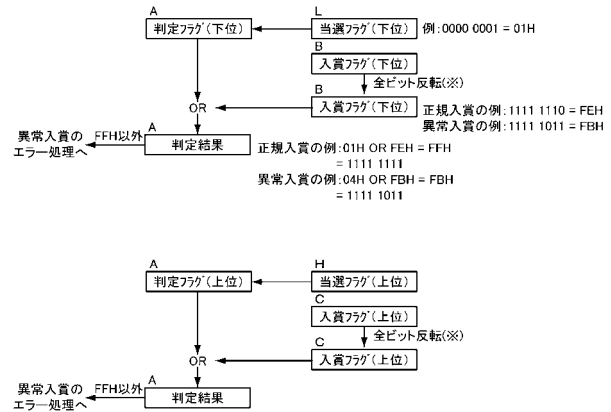 A
L
判定フラグ(下位)
当選フラグ(下位)
例:0000 0001 = 01H
B
入賞フラグ(下位)
全ビット反転(※)
B
OR
入賞フラグ(下位)
正規入賞の例:1111 1110 = FEH
異常入賞の例:1111 1011 = FBH
異常入賞の
エラー処理へ
FFH以外
A
判定結果
正規入賞の例:01H OR FEH = FFH
= 1111 1111
異常入賞の例:04H OR FBH = FBH
= 1111 1011
A
H
判定フラグ(上位)
当選フラグ(上位)
C
入賞フラグ(上位)
全ビット反転(※)
C
OR
入賞フラグ(上位)
異常入賞の
エラー処理へ
FFH以外
A
判定結果